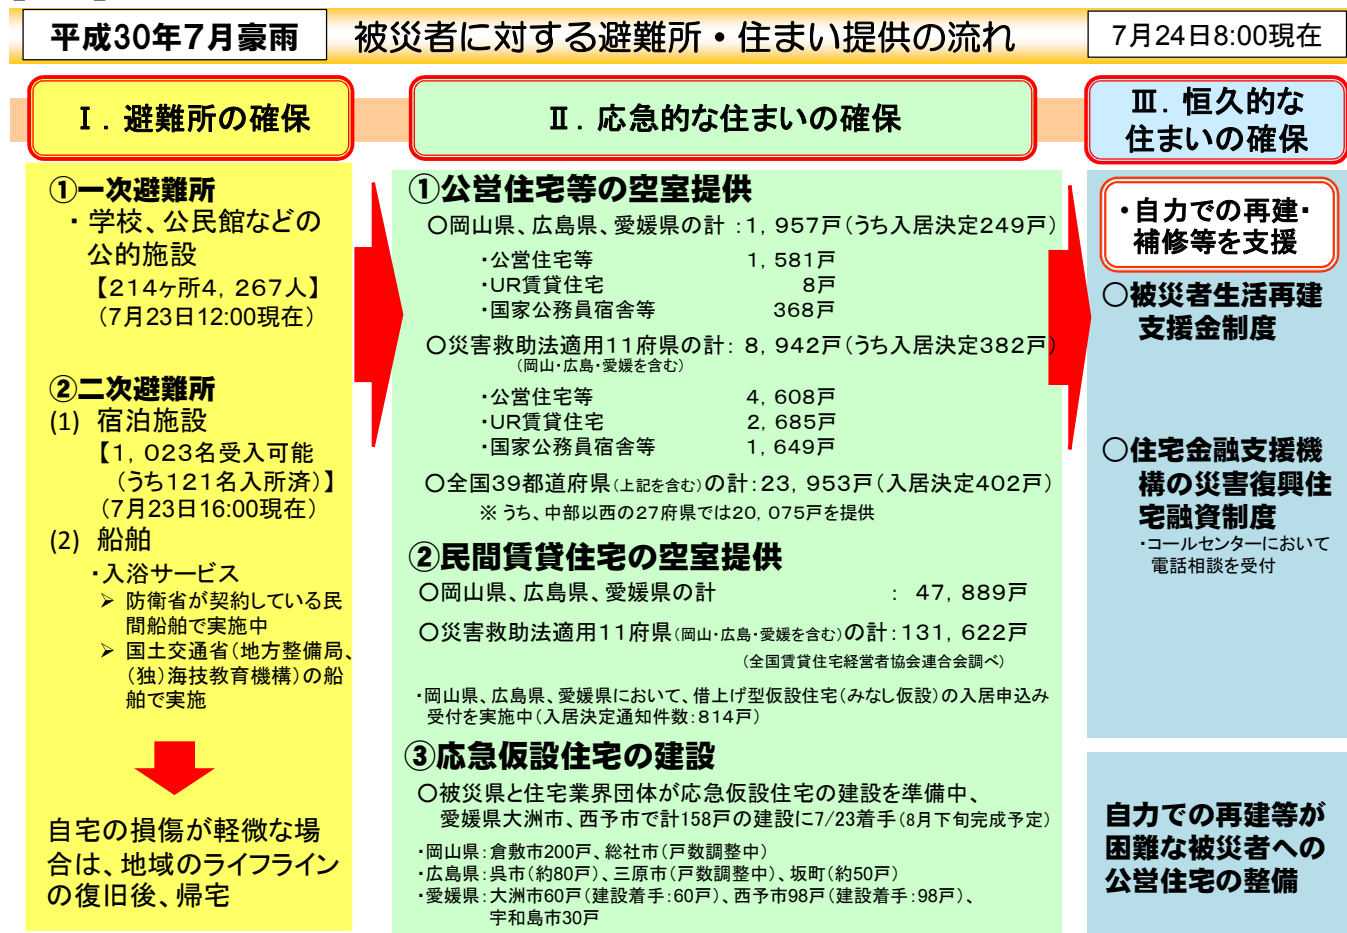 平成30年7月豪雨
被災者に対する避難所・住まい提供の流れ
7月24日8:00現在
Ⅰ．避難所の確保
①一次避難所
・学校、公民館などの
公的施設
【214ヶ所4，267人】
（7月23日12:00現在）
②二次避難所
(1) 宿泊施設
【1，023名受入可能
（うち121名入所済）】
（7月23日16:00現在）
(2) 船舶
・入浴サービス
➢ 防衛省が契約している民
間船舶で実施中
➢ 国土交通省（地方整備局、
（独）海技教育機構）の船
舶で実施
自宅の損傷が軽微な場
合は、地域のライフライン
の復旧後、帰宅
Ⅱ．応急的な住まいの確保
①公営住宅等の空室提供
○岡山県、広島県、愛媛県の計：1，957戸（うち入居決定249戸）
・公営住宅等 1，581戸
・UR賃貸住宅 8戸
・国家公務員宿舎等 368戸
○災害救助法適用11府県の計：8，942戸（うち入居決定382戸）
（岡山・広島・愛媛を含む）
・公営住宅等 4，608戸
・UR賃貸住宅 2，685戸
・国家公務員宿舎等 1，649戸
○全国39都道府県（上記を含む）の計：23，953戸（入居決定402戸）
※うち、中部以西の27府県では20，075戸を提供
②民間賃貸住宅の空室提供
○岡山県、広島県、愛媛県の計 ：47，889戸
○災害救助法適用11府県（岡山・広島・愛媛を含む）の計：131，622戸
（全国賃貸住宅経営者協会連合会調べ）
・岡山県、広島県、愛媛県において、借上げ型仮設住宅（みなし仮設）の入居申込み
受付を実施中（入居決定通知件数：814戸）
③応急仮設住宅の建設
○被災県と住宅業界団体が応急仮設住宅の建設を準備中、
愛媛県大洲市、西予市で計158戸の建設に7/23着手（8月下旬完成予定）
・岡山県：倉敷市200戸、総社市（戸数調整中）
・広島県：呉市（約80戸）、三原市（戸数調整中）、坂町（約50戸）
・愛媛県：大洲市60戸（建設着手：60戸）、西予市98戸（建設着手：98戸）、
宇和島市30戸
Ⅲ．恒久的な
住まいの確保
・自力での再建・
補修等を支援
○被災者生活再建
支援金制度
○住宅金融支援機
構の災害復興住
宅融資制度
・コールセンターにおいて
電話相談を受付
自力での再建等が
困難な被災者への
公営住宅の整備